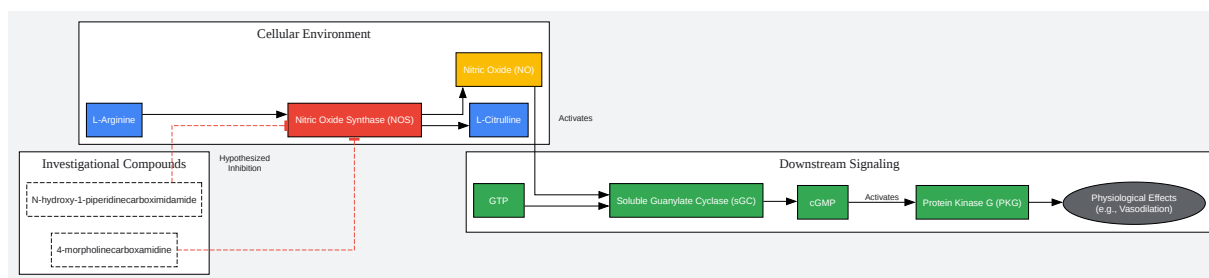 Cellular Environment
Nitric Oxide (NO)
L-Arginine
Nitric Oxide Synthase (NOS)
L-Citrulline
Activates
Investigational Compounds
Hypothesized
Inhibition
N-hydroxy-1-piperidinecarboximidamide
4-morpholinecarboxamidine
Downstream Signaling
GTP
Soluble Guanylate Cyclase (sGC)
cGMP
Activates
Protein Kinase G (PKG)
Physiological Effects
(e.g., Vasodilation)